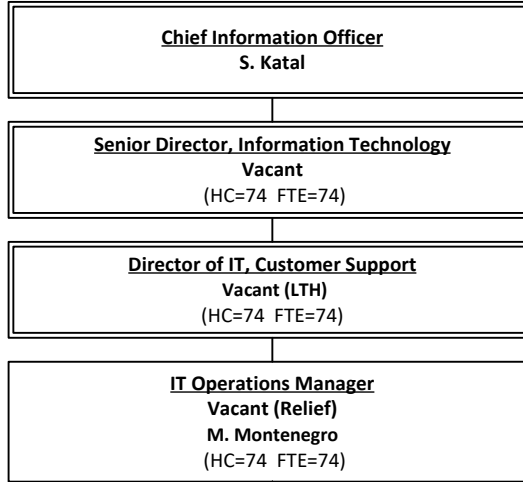 Chief Information Officer
S. Katal
Senior Director, Information Technology
Vacant
(HC=74 FTE=74)
Director of IT, Customer Support
Vacant (LTH)
(HC=74 FTE=74)
IT Operations Manager
Vacant (Relief)
M. Montenegro
(HC=74 FTE=74)